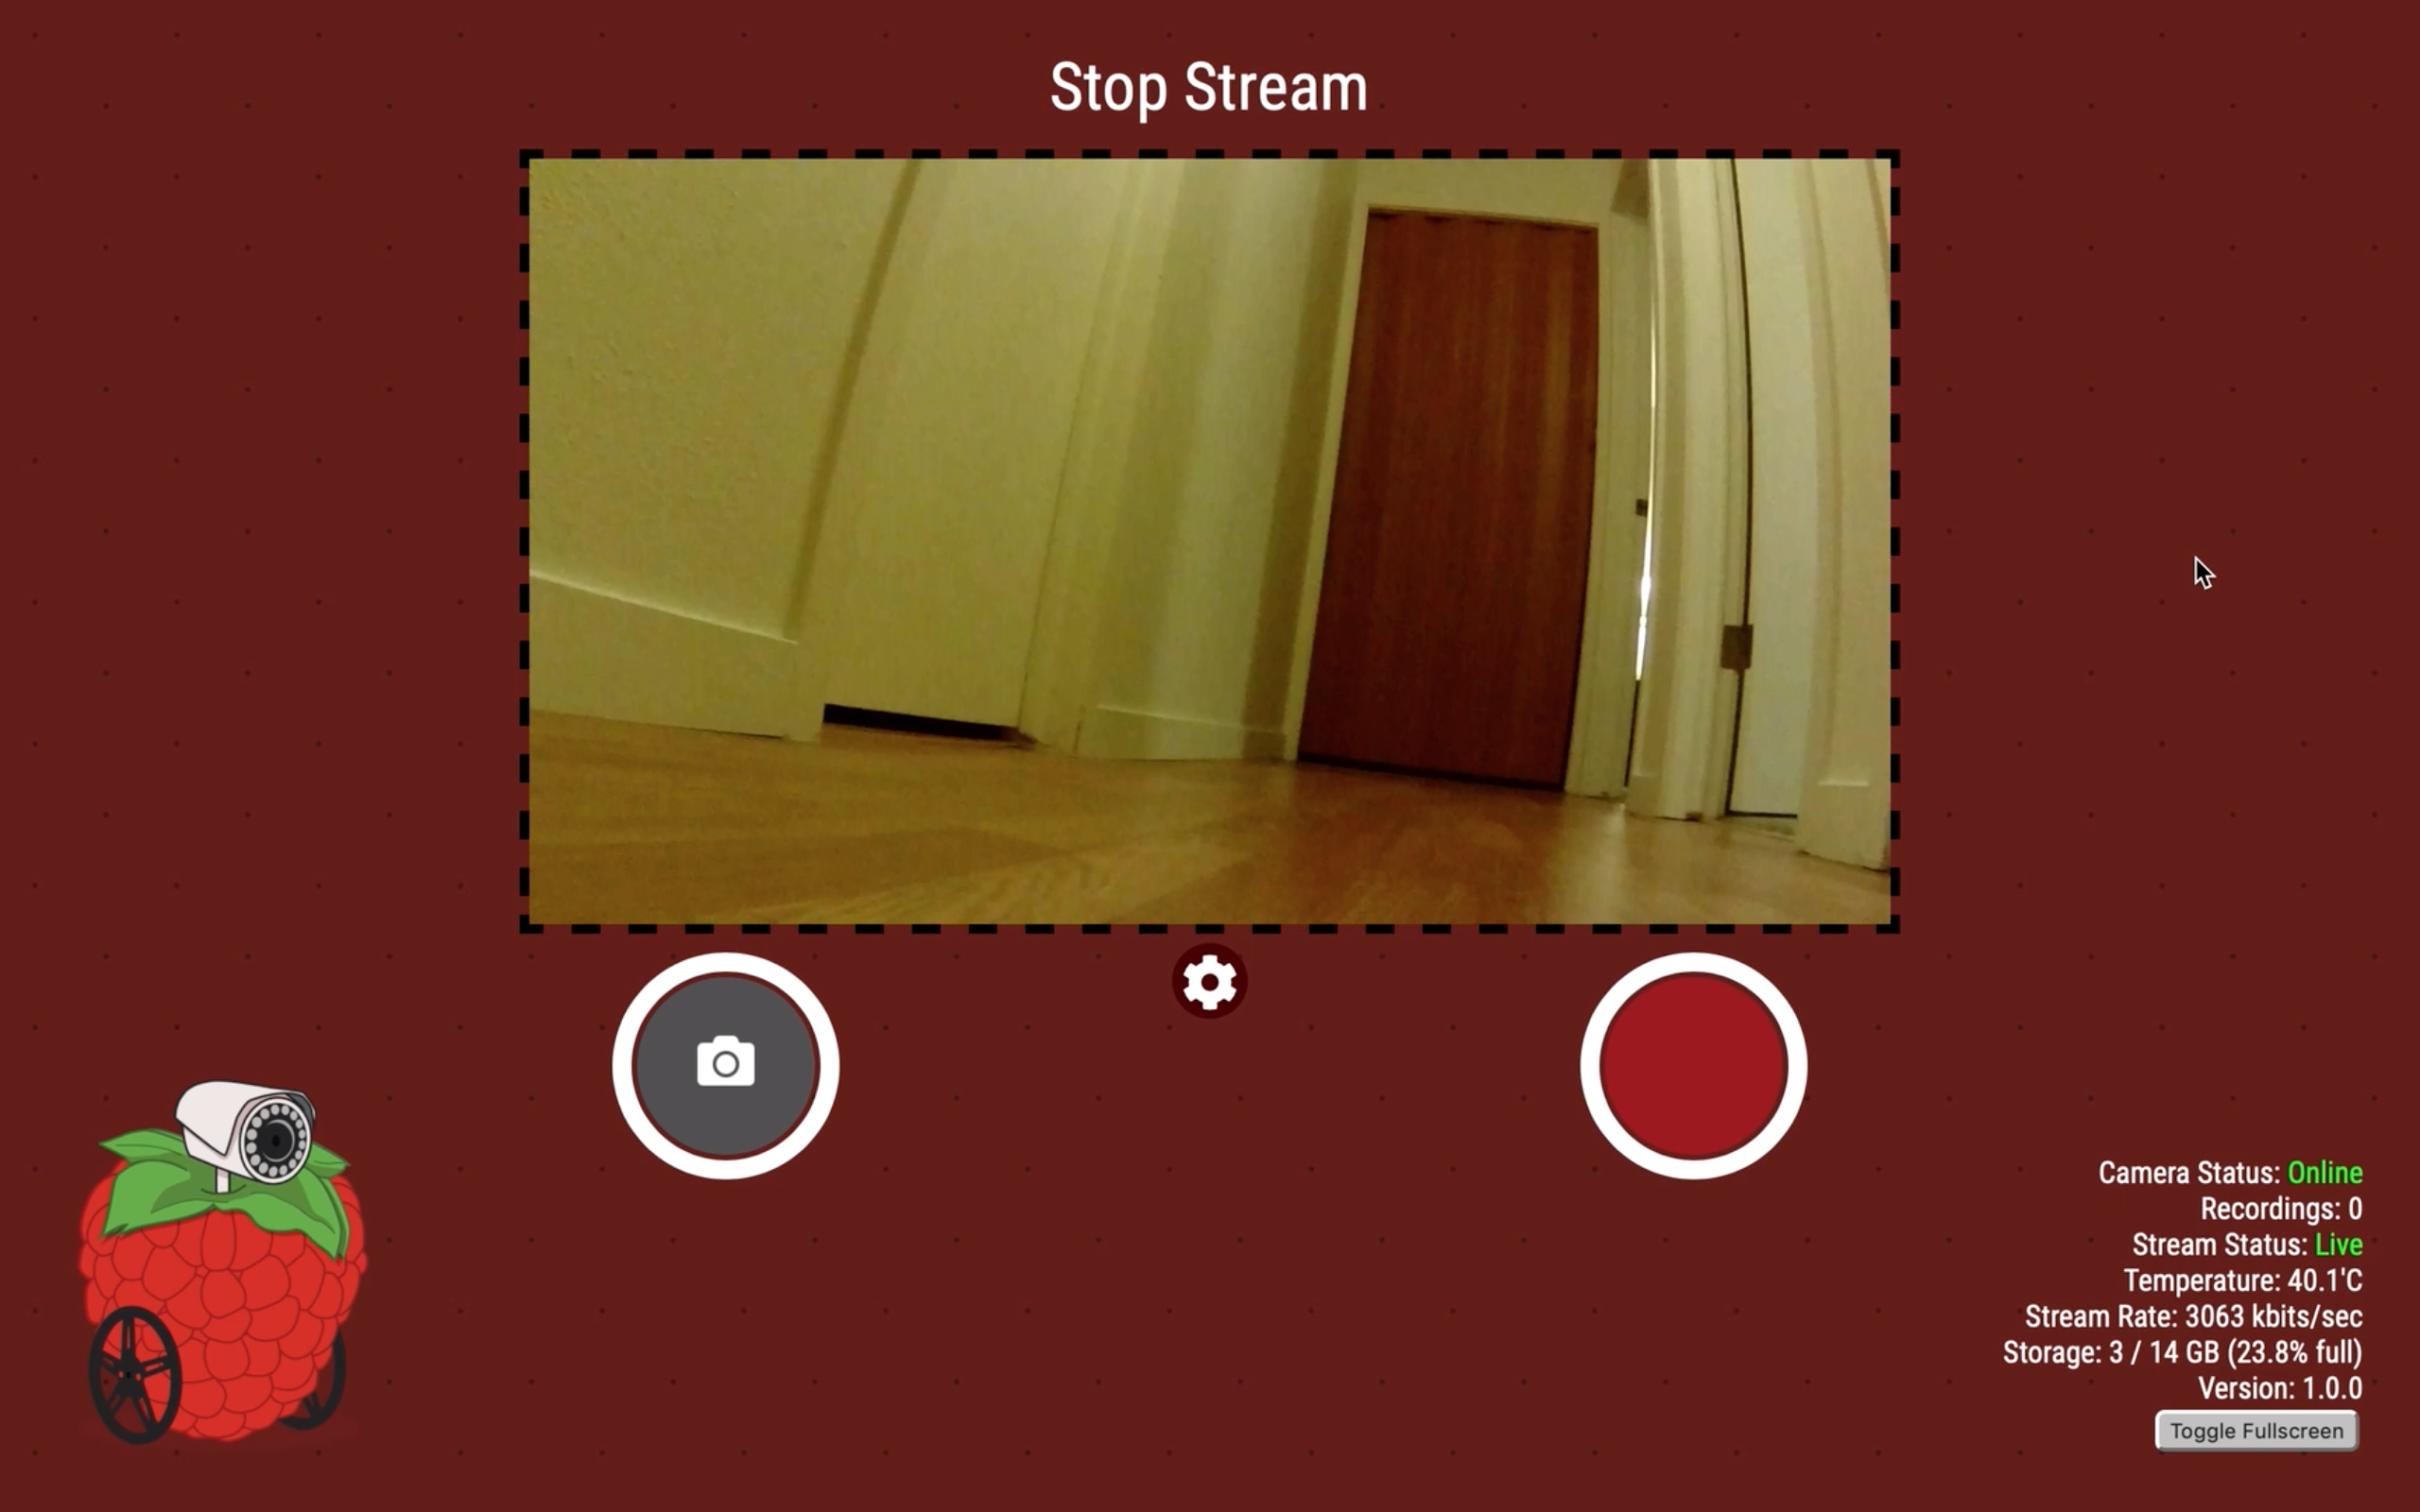 Stop Stream
Camera Status: Online
Recordings: 0
Stream Status: Live
Temperature: 40.1'C
Stream Rate: 3063 kbits/sec
Storage: 3 / 14 GB (23.8% full)
Version: 1.0.0
Toggle Fullscreen